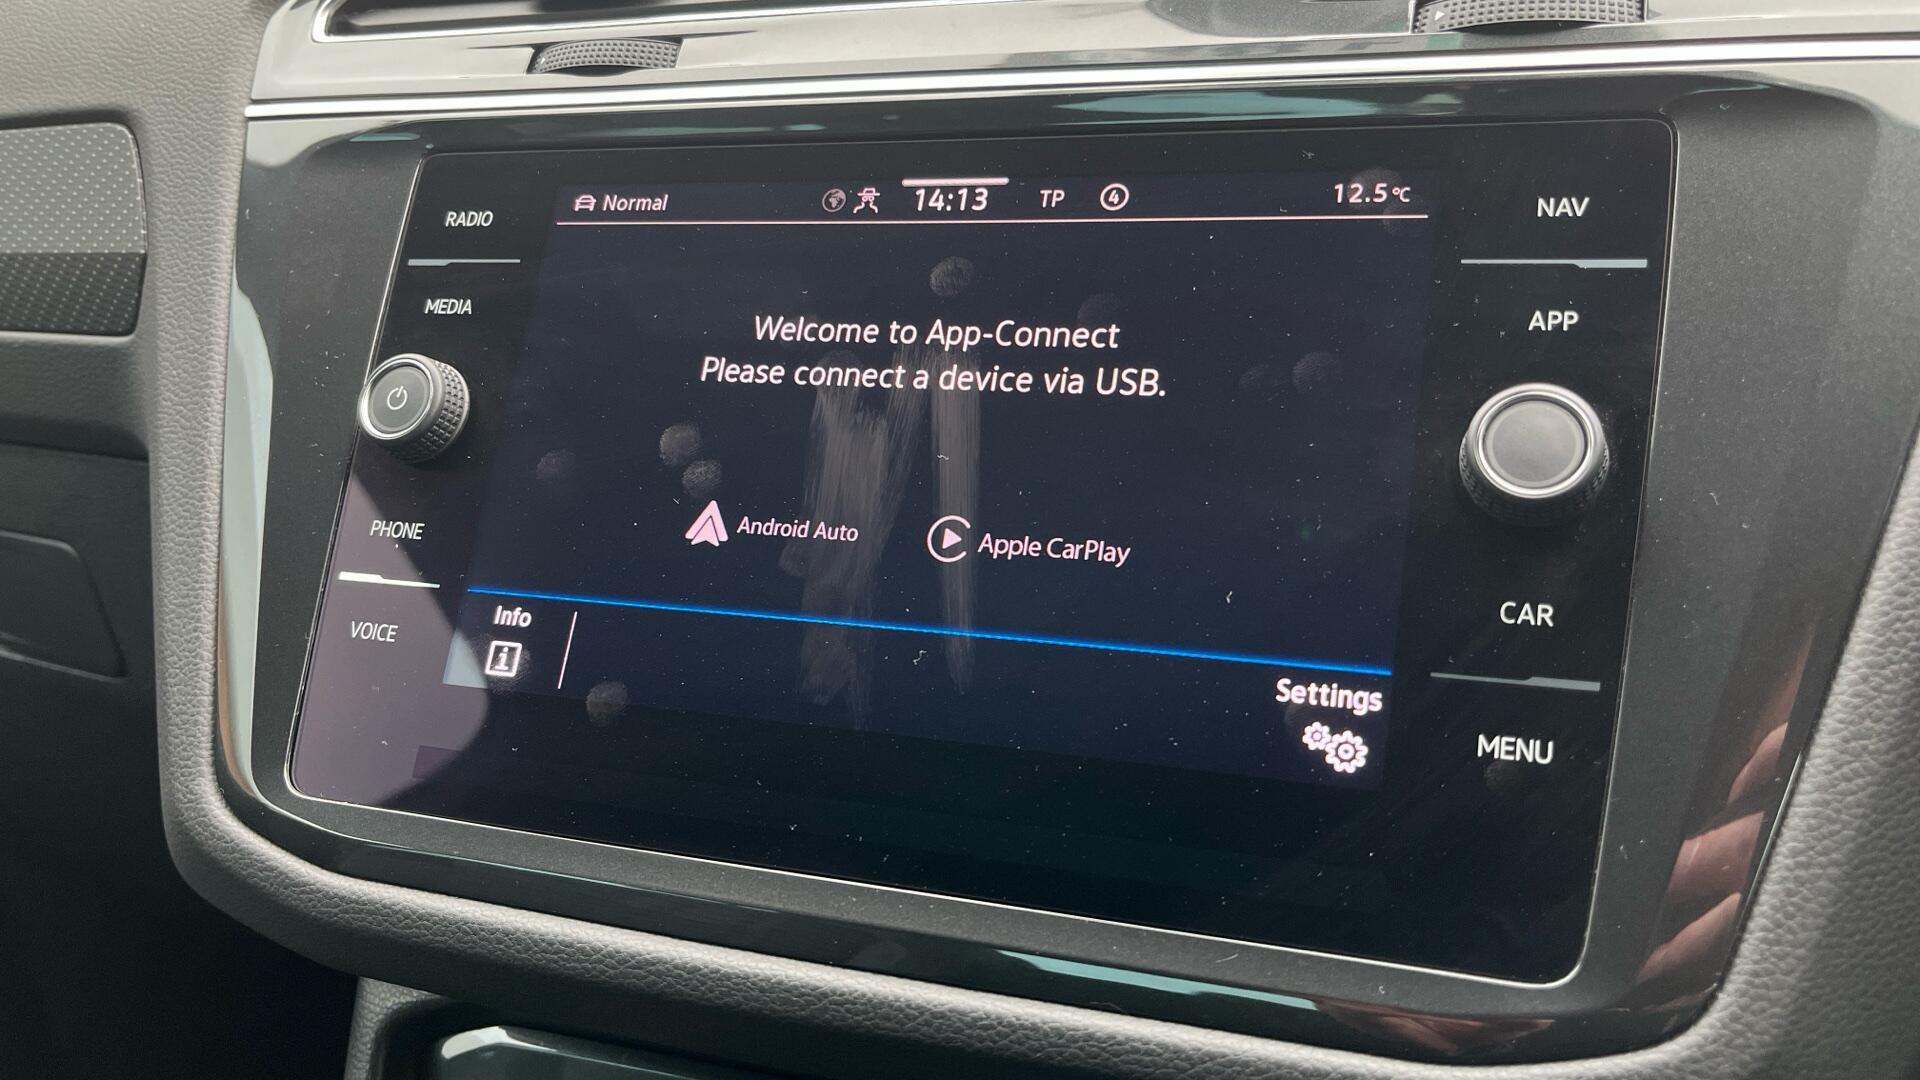 Normal
14:13
TP
4
12.5°C
RADIO
MEDIA
PHONE
VOICE
Welcome to App-Connect
Please connect a device via USB.
Android Auto
Apple CarPlay
Info
i
Settings
NAV
APP
CAR
MENU